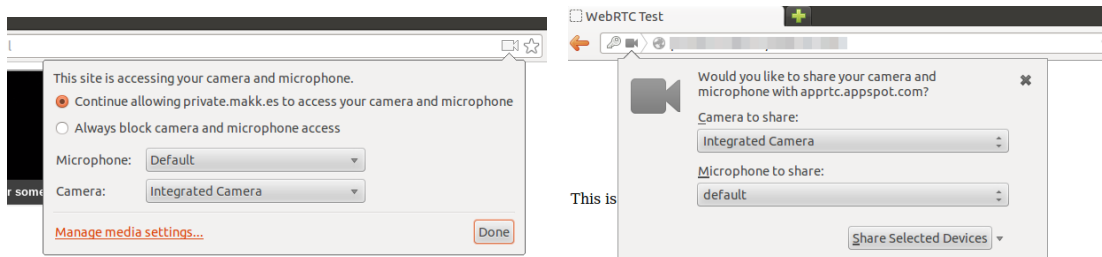 This site is accessing your camera and microphone.
Continue allowing private.makk.es to access your camera and microphone
Always block camera and microphone access
Microphone: Default
r some
Camera: Integrated Camera
Manage media settings...
Done
WebRTC Test
Would you like to share your camera and
microphone with apprtc.appspot.com?
Camera to share:
Integrated Camera
Microphone to share:
default
This is
Share Selected Devices